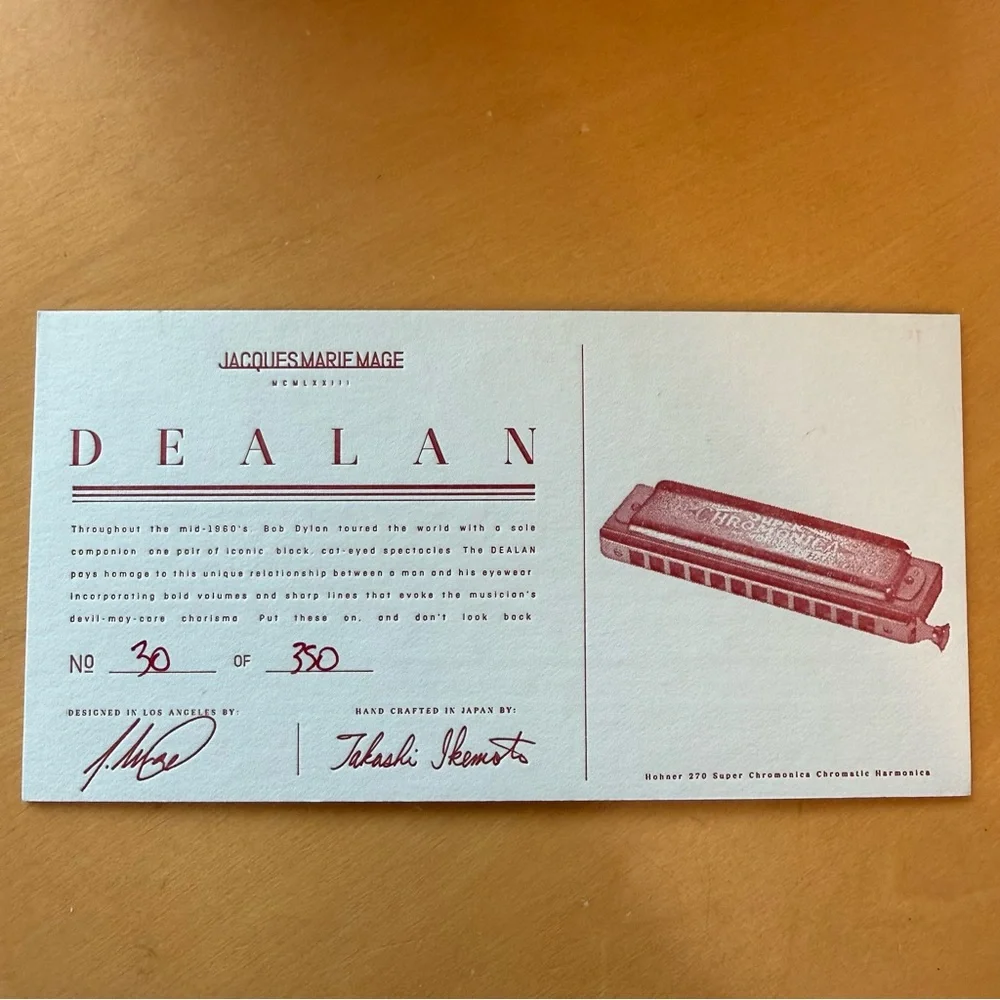 JACQUES MARIE MAGE
MCMLXXIII
DEALAN
Throughout the mid-1960's, Bob Dylan toured the world with a sole
companion one pair of iconic, black, cat-eyed spectacles. The DEALAN
pays homage to this unique relationship between a man and his eyewear
incorporating bold volumes and sharp lines that evoke the musician's
devil-may-care charisma. Put these on, and don't look back
Nº 30 OF 350
DESIGNED IN LOS ANGELES BY:
HAND CRAFTED IN JAPAN BY:
J. Mage
Takashi Ikemoto
SUPER
CHROMONICA
Hohner 270 Super Chromonica Chromatic Harmonica